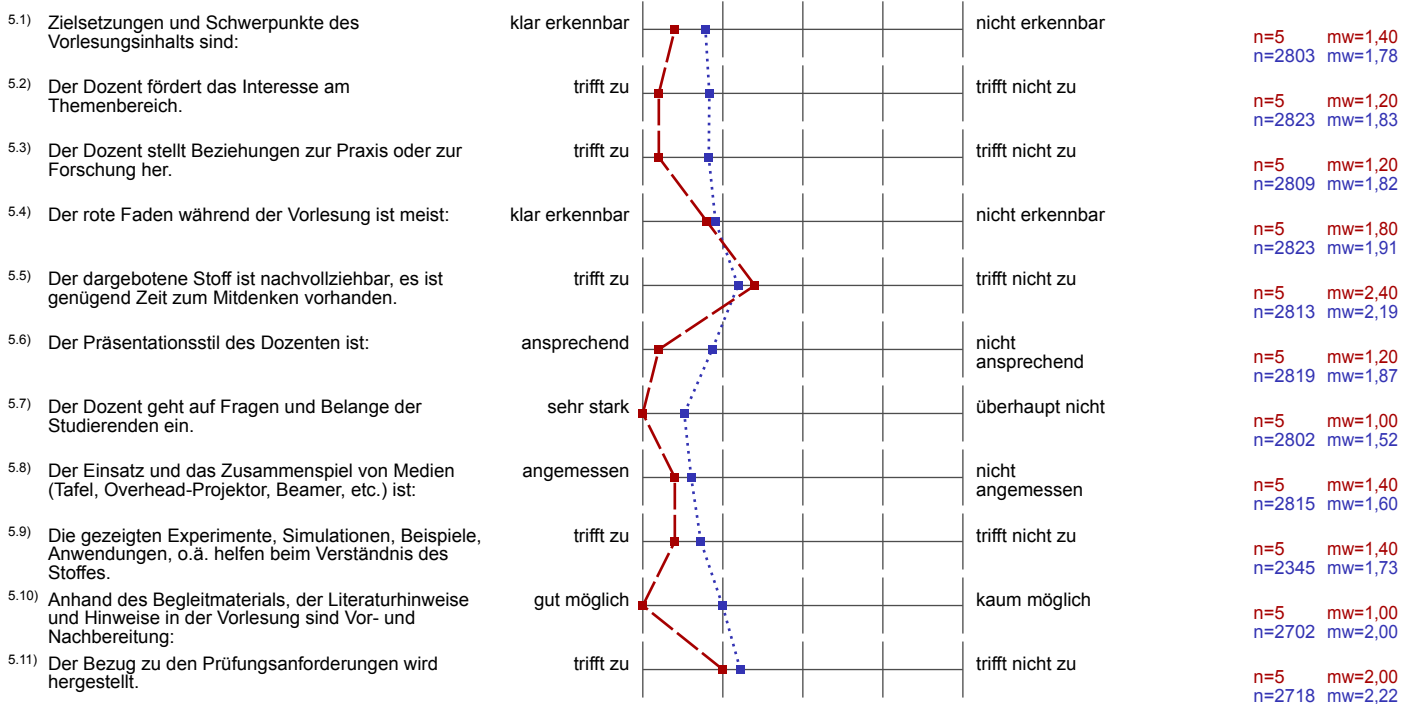 5.1) Zielsetzungen und Schwerpunkte des
Vorlesungsinhalts sind:
klar erkennbar
nicht erkennbar
n=5 mw=1,40
n=2803 mw=1,78
5.2) Der Dozent fördert das Interesse am
Themenbereich.
trifft zu
trifft nicht zu
n=5 mw=1,20
n=2823 mw=1,83
5.3) Der Dozent stellt Beziehungen zur Praxis oder zur
Forschung her.
trifft zu
trifft nicht zu
n=5 mw=1,20
n=2809 mw=1,82
5.4) Der rote Faden während der Vorlesung ist meist:
klar erkennbar
nicht erkennbar
n=5 mw=1,80
n=2823 mw=1,91
5.5) Der dargebotene Stoff ist nachvollziehbar, es ist
genügend Zeit zum Mitdenken vorhanden.
trifft zu
trifft nicht zu
n=5 mw=2,40
n=2813 mw=2,19
5.6) Der Präsentationsstil des Dozenten ist:
ansprechend
nicht
ansprechend
n=5 mw=1,20
n=2819 mw=1,87
5.7) Der Dozent geht auf Fragen und Belange der
Studierenden ein.
sehr stark
überhaupt nicht
n=5 mw=1,00
n=2802 mw=1,52
5.8) Der Einsatz und das Zusammenspiel von Medien
(Tafel, Overhead-Projektor, Beamer, etc.) ist:
angemessen
nicht
angemessen
n=5 mw=1,40
n=2815 mw=1,60
5.9) Die gezeigten Experimente, Simulationen, Beispiele,
Anwendungen, o.ä. helfen beim Verständnis des
Stoffes.
trifft zu
trifft nicht zu
n=5 mw=1,40
n=2345 mw=1,73
5.10) Anhand des Begleitmaterials, der Literaturhinweise
und Hinweise in der Vorlesung sind Vor- und
Nachbereitung:
gut möglich
kaum möglich
n=5 mw=1,00
n=2702 mw=2,00
5.11) Der Bezug zu den Prüfungsanforderungen wird
hergestellt.
trifft zu
trifft nicht zu
n=5 mw=2,00
n=2718 mw=2,22